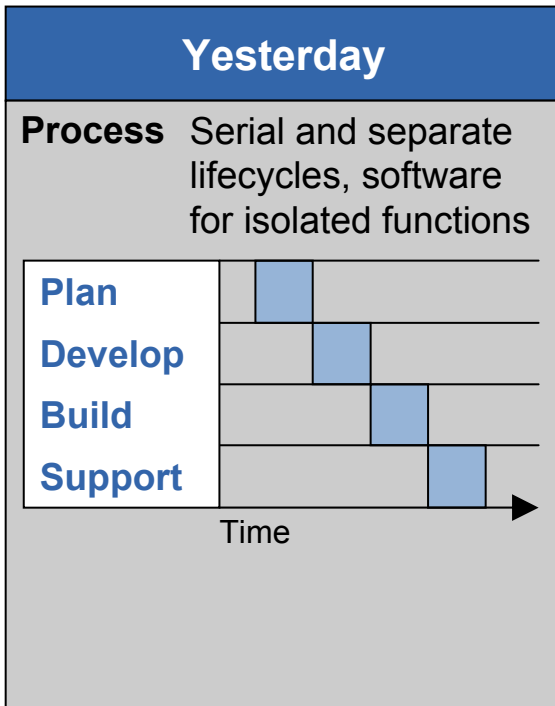 Yesterday
Process Serial and separate
lifecycles, software
for isolated functions
Plan
Develop
Build
Support
Time